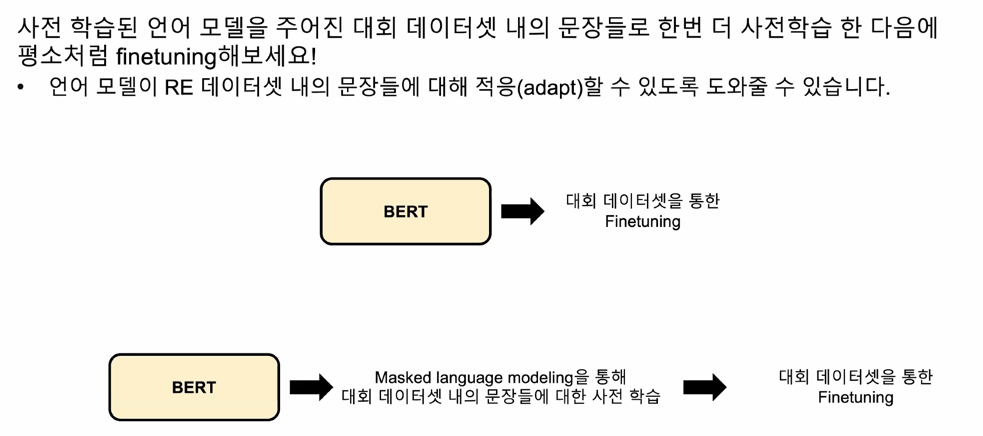 사전 학습된 언어 모델을 주어진 대회 데이터셋 내의 문장들로 한번 더 사전학습 한 다음에
평소처럼 finetuning해보세요!
• 언어 모델이 RE 데이터셋 내의 문장들에 대해 적응(adapt)할 수 있도록 도와줄 수 있습니다.
BERT
대회 데이터셋을 통한
Finetuning
BERT
Masked language modeling을 통해
대회 데이터셋 내의 문장들에 대한 사전 학습
대회 데이터셋을 통한
Finetuning